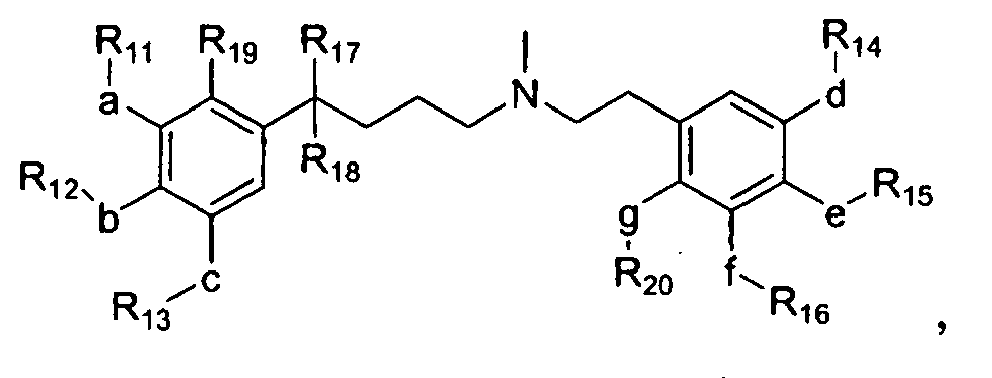 R11 R19 R17 R14
a N d
R12 R18 R15
b g e
c R20 f
R13 R16
,